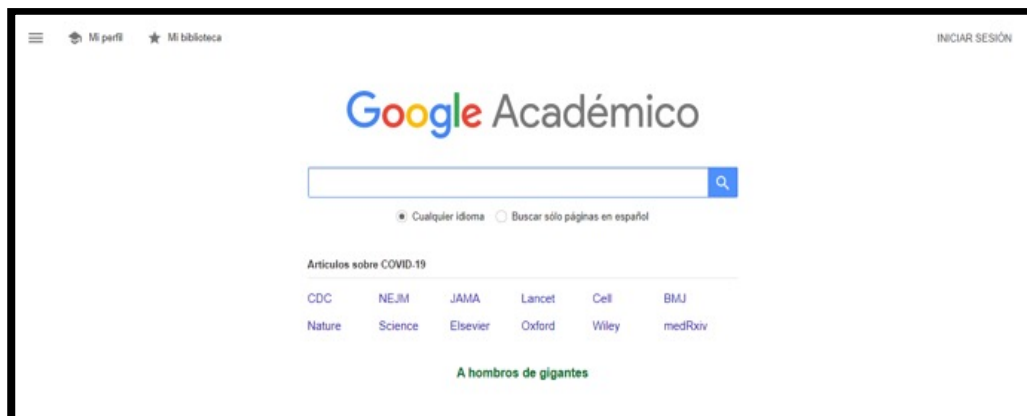 Mi perfil Mi biblioteca INICIAR SESIÓN
Google Académico
Cualquier idioma Buscar sólo páginas en español
Artículos sobre COVID-19
CDC NEJM JAMA Lancet Cell BMJ
Nature Science Elsevier Oxford Wiley medRxiv
A hombros de gigantes